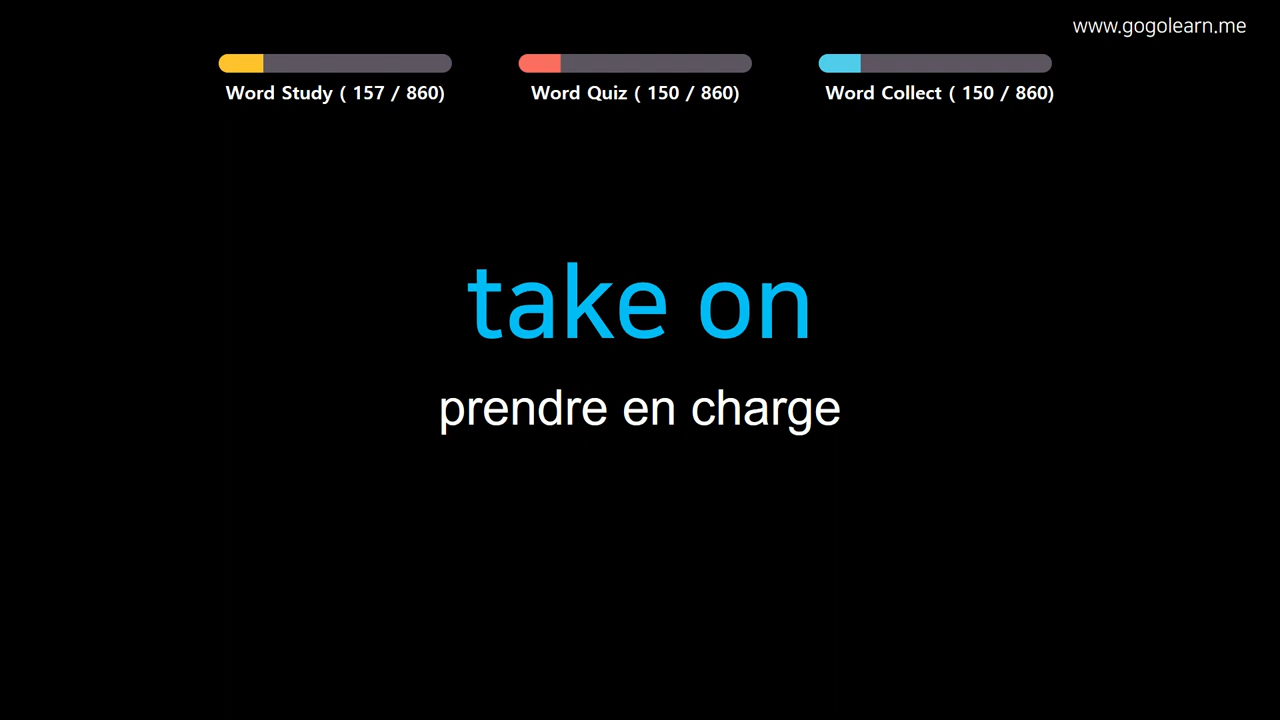 www.gogolearn.me
Word Study ( 157 / 860)
Word Quiz ( 150 / 860)
Word Collect ( 150 / 860)
take on
prendre en charge